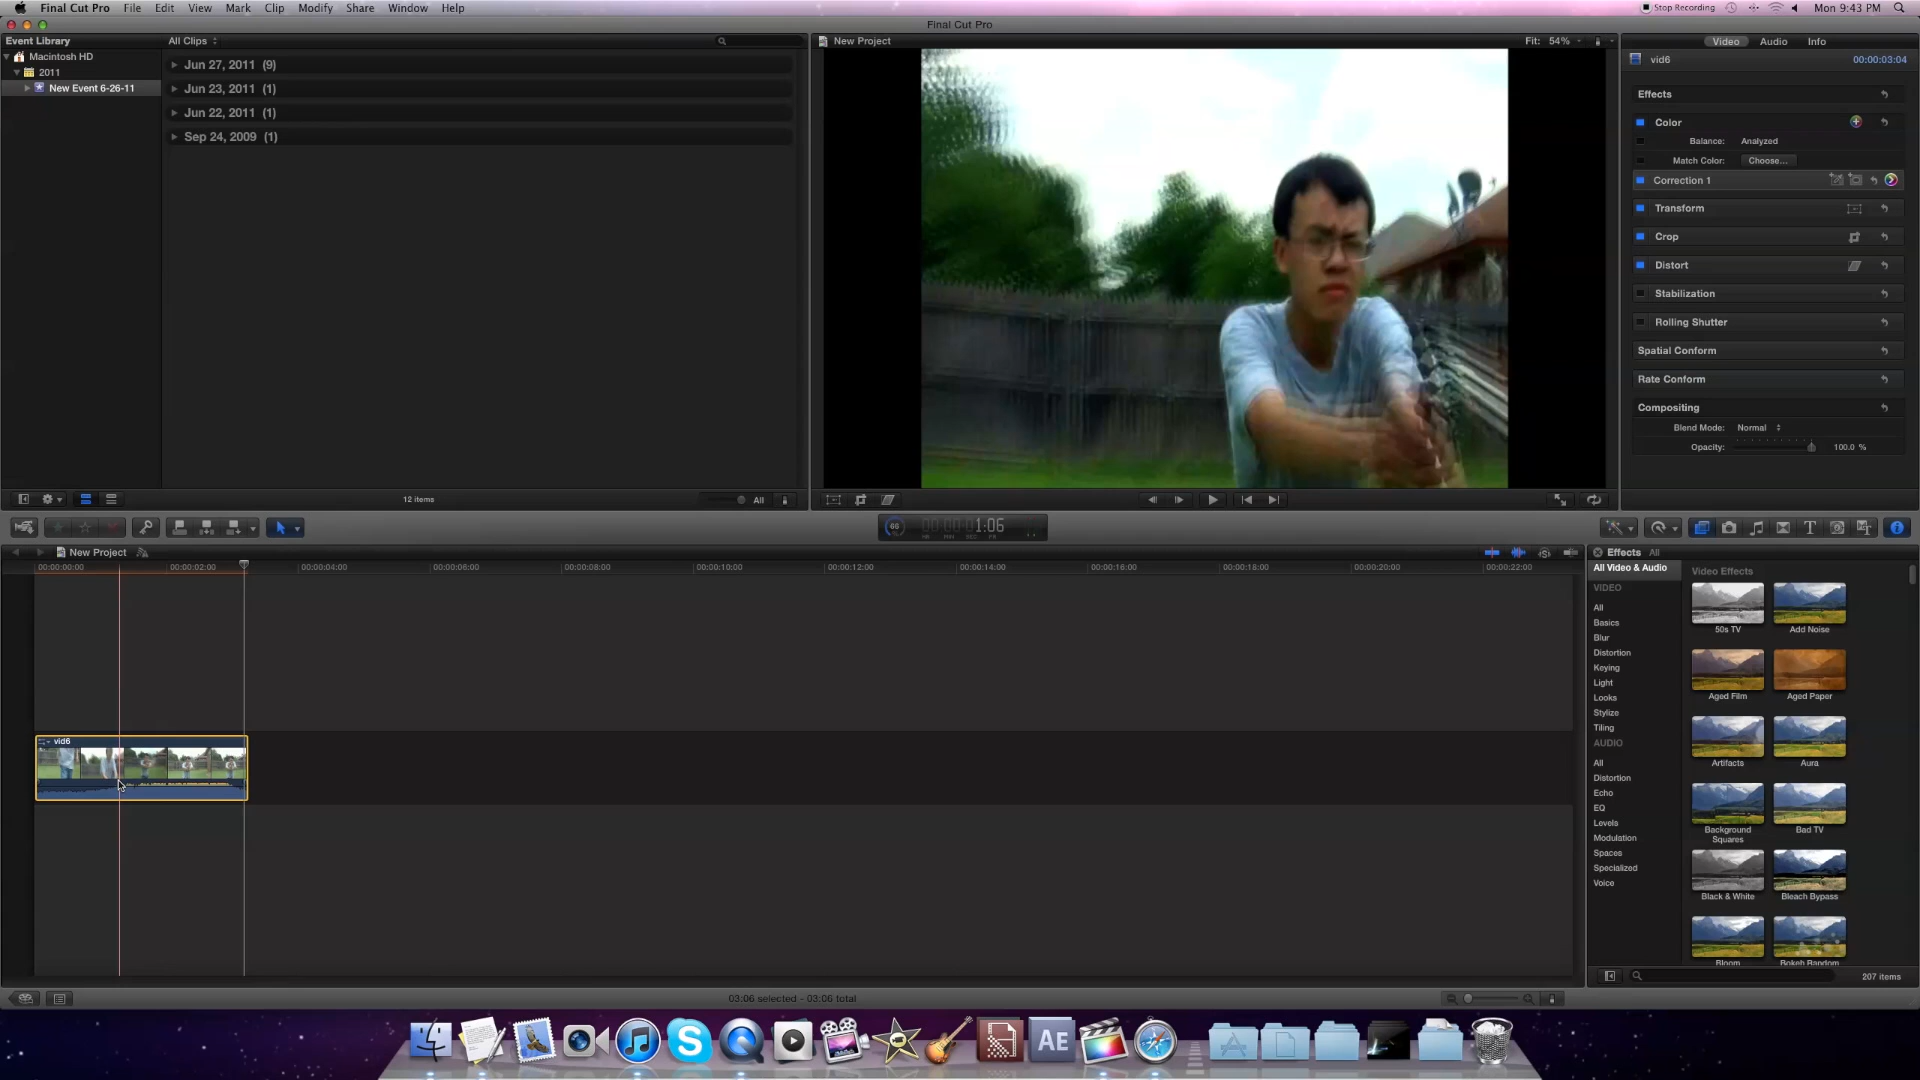 Final Cut Pro File Edit View Mark Clip Modify Share Window Help
Stop Recording Mon 9:43 PM
Final Cut Pro
Event Library
Macintosh HD
2011
New Event 6-26-11
All Clips
Jun 27, 2011 (9)
Jun 23, 2011 (1)
Jun 22, 2011 (1)
Sep 24, 2009 (1)
12 items
All
New Project
Fit: 54%
Video Audio Info
vid6 00:00:03:04
Effects
Color
Balance: Analyzed
Match Color: Choose...
Correction 1
Transform
Crop
Distort
Stabilization
Rolling Shutter
Spatial Conform
Rate Conform
Compositing
Blend Mode: Normal
Opacity: 100.0 %
66
1:06
New Project
00:00:00:00 00:00:02:00 00:00:04:00 00:00:06:00 00:00:08:00 00:00:10:00 00:00:12:00 00:00:14:00 00:00:16:00 00:00:18:00 00:00:20:00 00:00:22:00
vid6
03:06 selected - 03:06 total
Effects All
All Video & Audio
VIDEO
All
Basics
Blur
Distortion
Keying
Light
Looks
Stylize
Tiling
AUDIO
All
Distortion
Echo
EQ
Levels
Modulation
Spaces
Specialized
Voice
Video Effects
50s TV Add Noise
Aged Film Aged Paper
Artifacts Aura
Background Squares Bad TV
Black & White Bleach Bypass
Bloom Bokeh Random
207 items
AE